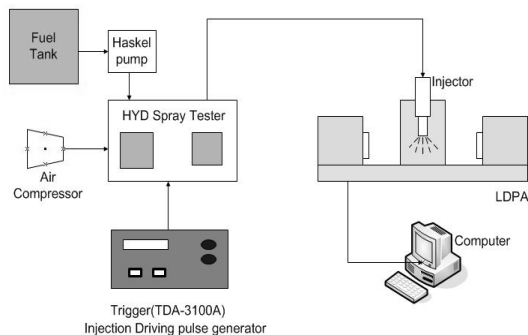 Fuel
Tank
Haskel
pump
Injector
HYD Spray Tester
Air
Compressor
LDPA
Computer
Trigger(TDA-3100A)
Injection Driving pulse generator